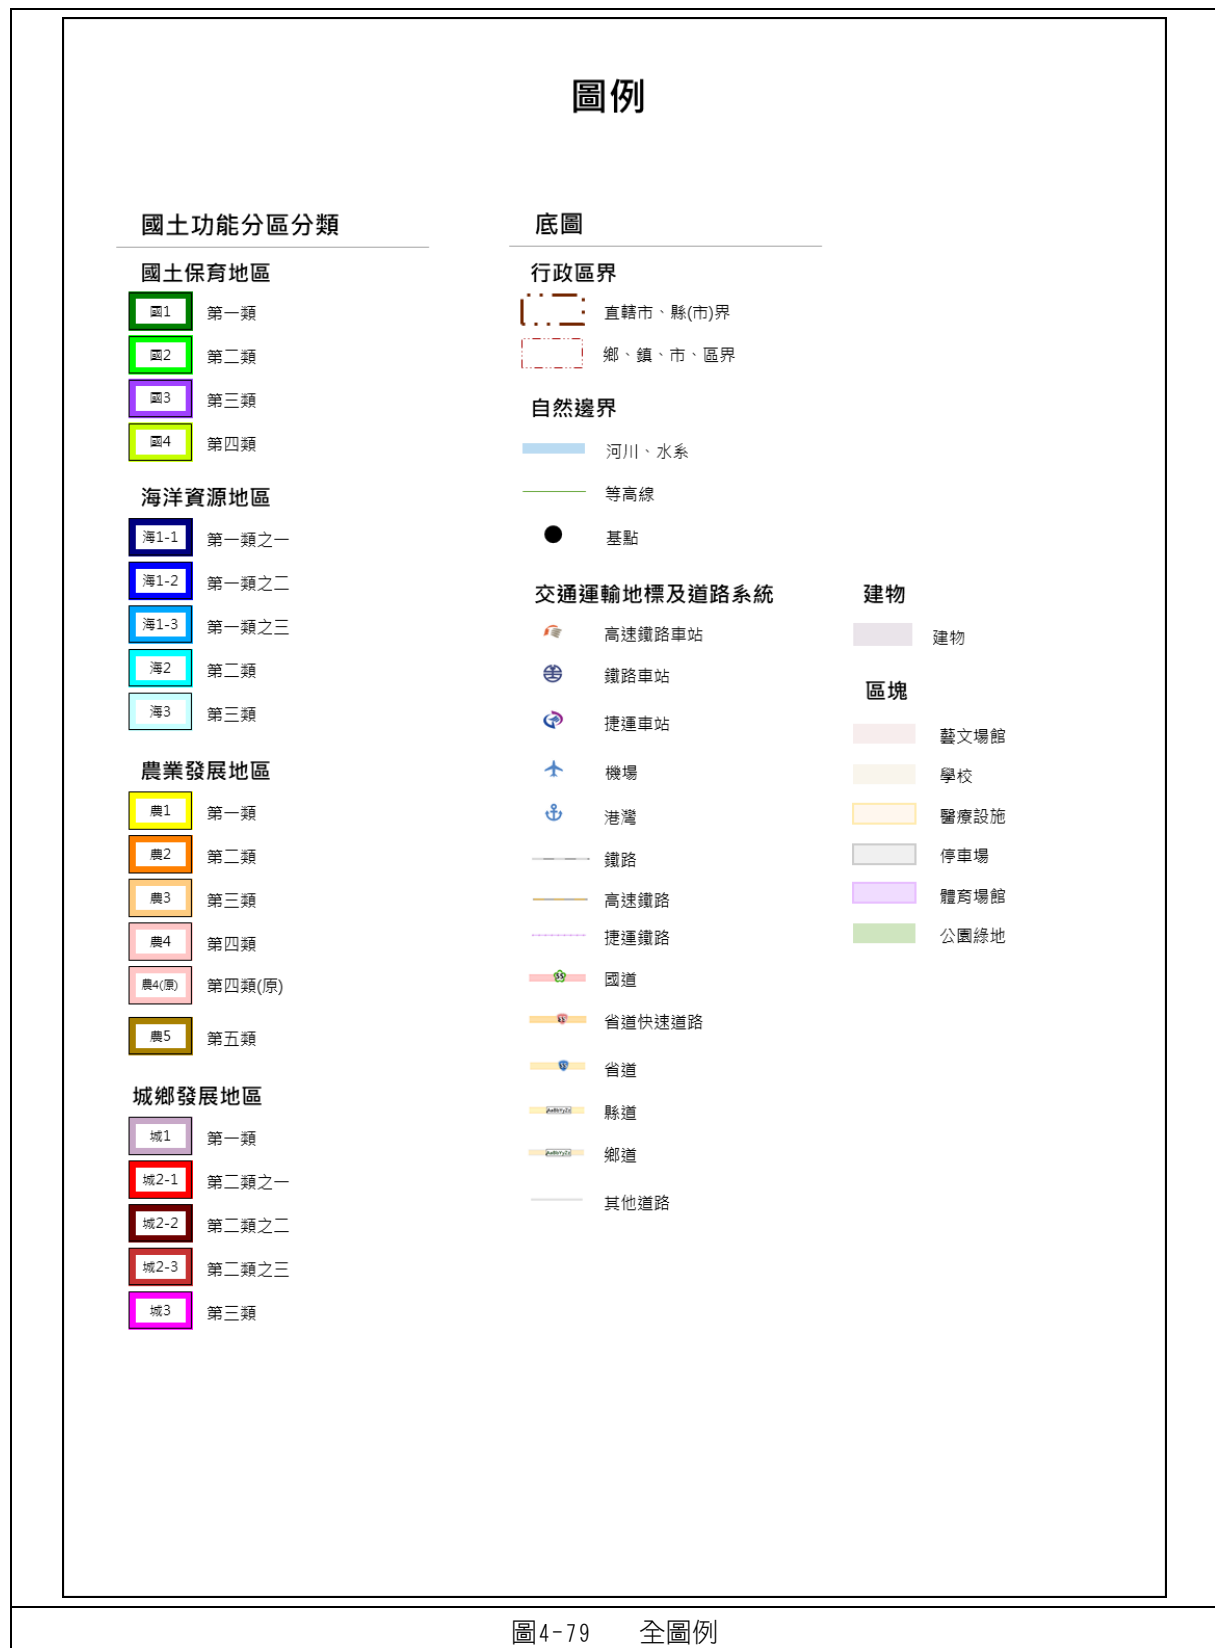 圖例
國土功能分區分類
國土保育地區
國1 第一類
國2 第二類
國3 第三類
國4 第四類
海洋資源地區
海1-1 第一類之一
海1-2 第一類之二
海1-3 第一類之三
海2 第二類
海3 第三類
農業發展地區
農1 第一類
農2 第二類
農3 第三類
農4 第四類
農4(原) 第四類(原)
農5 第五類
城鄉發展地區
城1 第一類
城2-1 第二類之一
城2-2 第二類之二
城2-3 第二類之三
城3 第三類
底圖
行政區界
直轄市、縣(市)界
鄉、鎮、市、區界
自然邊界
河川、水系
等高線
基點
交通運輸地標及道路系統
高速鐵路車站
鐵路車站
捷運車站
機場
港灣
鐵路
高速鐵路
捷運鐵路
國道
省道快速道路
省道
縣道
鄉道
其他道路
建物
建物
區塊
藝文場館
學校
醫療設施
停車場
體育場館
公園綠地
圖4-79 全圖例